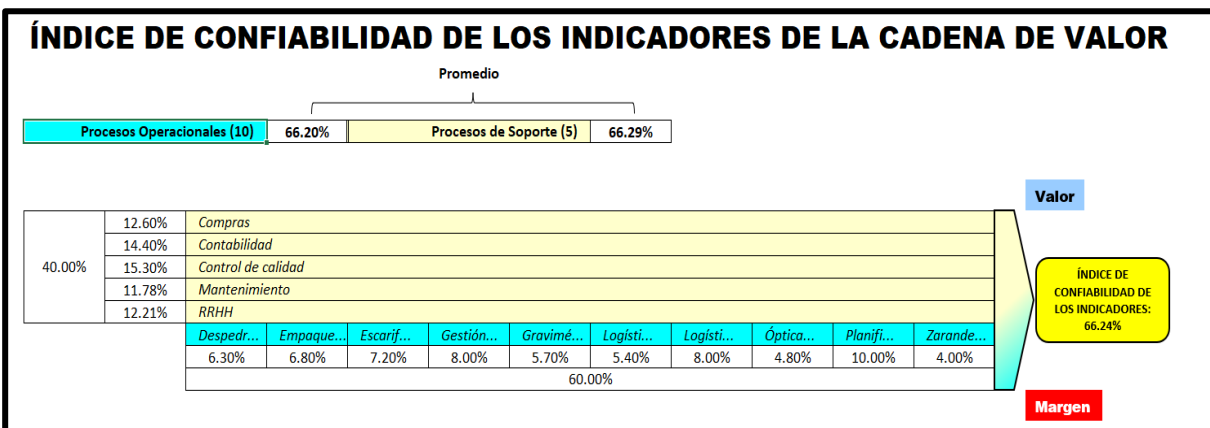 ÍNDICE DE CONFIABILIDAD DE LOS INDICADORES DE LA CADENA DE VALOR
Promedio
Procesos Operacionales (10) 66.20% Procesos de Soporte (5) 66.29%
Valor
40.00%
12.60% Compras
14.40% Contabilidad
15.30% Control de calidad
11.78% Mantenimiento
12.21% RRHH
Despedr... Empaque... Escarif... Gestión... Gravimé... Logísti... Logísti... Óptica... Planifi... Zarande...
6.30% 6.80% 7.20% 8.00% 5.70% 5.40% 8.00% 4.80% 10.00% 4.00%
60.00%
ÍNDICE DE
CONFIABILIDAD DE
LOS INDICADORES:
66.24%
Margen